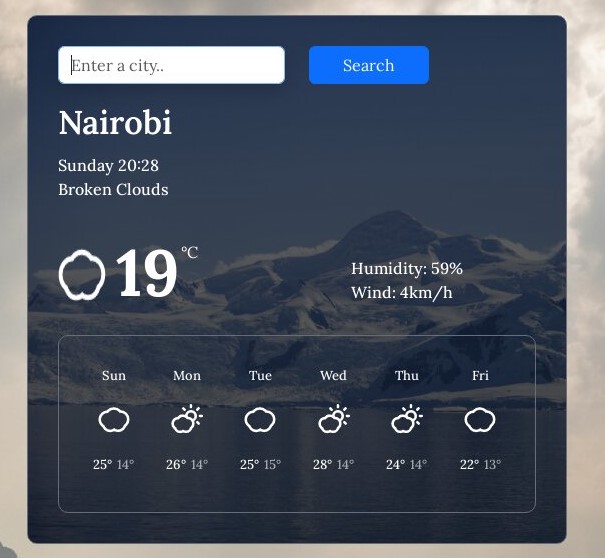 Enter a city..
Search
Nairobi
Sunday 20:28
Broken Clouds
19 °C
Humidity: 59%
Wind: 4km/h
Sun Mon Tue Wed Thu Fri
25° 14° 26° 14° 25° 15° 28° 14° 24° 14° 22° 13°